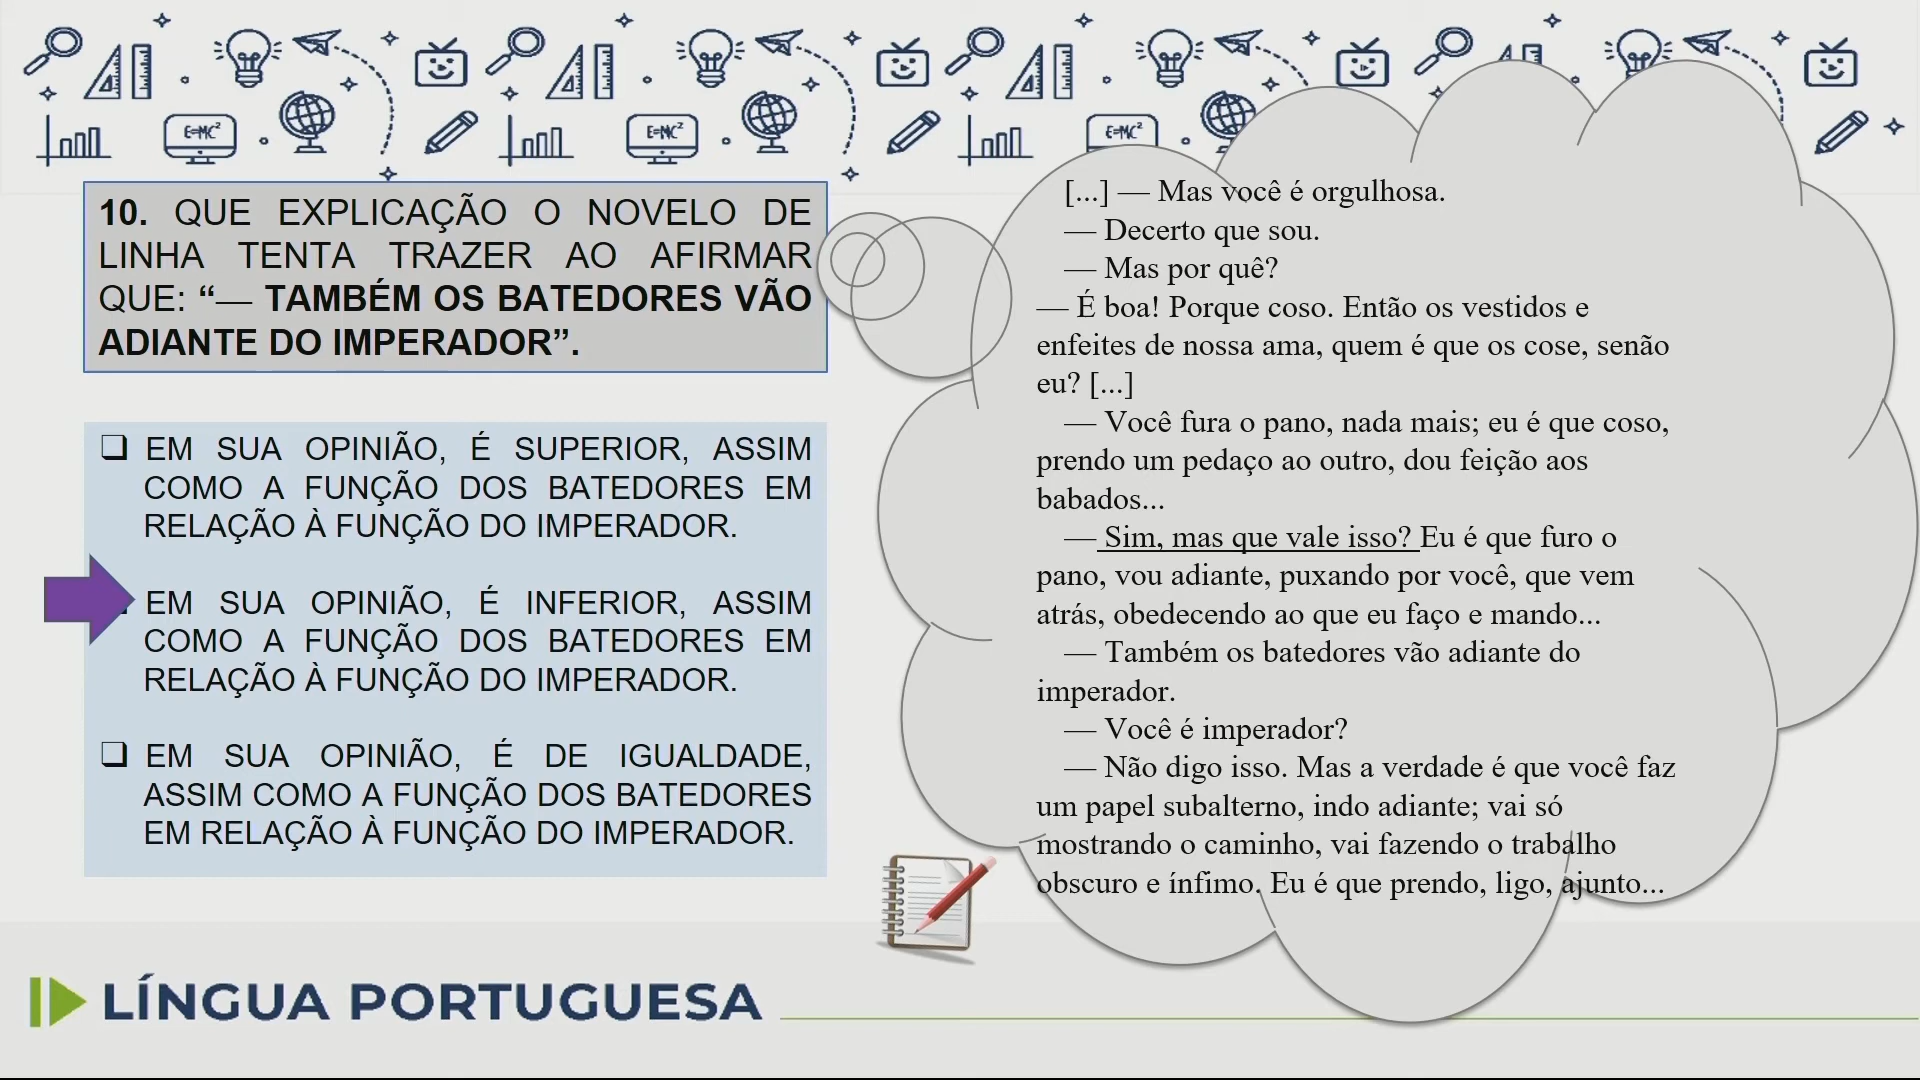 E=MC²
E=MC²
E=MC²
10. QUE EXPLICAÇÃO O NOVELO DE
LINHA TENTA TRAZER AO AFIRMAR
QUE: “— TAMBÉM OS BATEDORES VÃO
ADIANTE DO IMPERADOR”.
EM SUA OPINIÃO, É SUPERIOR, ASSIM
COMO A FUNÇÃO DOS BATEDORES EM
RELAÇÃO À FUNÇÃO DO IMPERADOR.
EM SUA OPINIÃO, É INFERIOR, ASSIM
COMO A FUNÇÃO DOS BATEDORES EM
RELAÇÃO À FUNÇÃO DO IMPERADOR.
EM SUA OPINIÃO, É DE IGUALDADE,
ASSIM COMO A FUNÇÃO DOS BATEDORES
EM RELAÇÃO À FUNÇÃO DO IMPERADOR.
[...] — Mas você é orgulhosa.
— Decerto que sou.
— Mas por quê?
— É boa! Porque coso. Então os vestidos e
enfeites de nossa ama, quem é que os cose, senão
eu? [...]
— Você fura o pano, nada mais; eu é que coso,
prendo um pedaço ao outro, dou feição aos
babados...
— Sim, mas que vale isso? Eu é que furo o
pano, vou adiante, puxando por você, que vem
atrás, obedecendo ao que eu faço e mando...
— Também os batedores vão adiante do
imperador.
— Você é imperador?
— Não digo isso. Mas a verdade é que você faz
um papel subalterno, indo adiante; vai só
mostrando o caminho, vai fazendo o trabalho
obscuro e ínfimo. Eu é que prendo, ligo, ajunto...
LÍNGUA PORTUGUESA